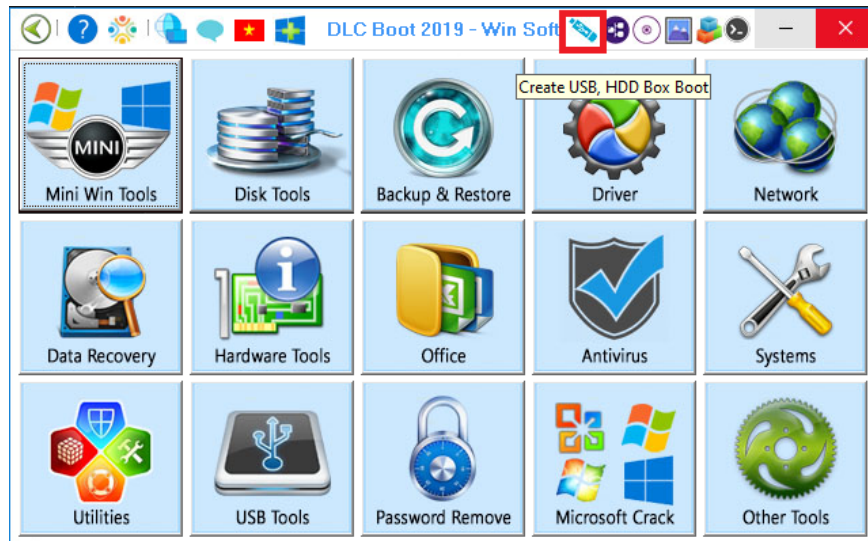 DLC Boot 2019 - Win Soft
Create USB, HDD Box Boot
MINI
Mini Win Tools
Disk Tools
Backup & Restore
Driver
Network
Data Recovery
Hardware Tools
Office
Antivirus
Systems
Utilities
USB Tools
Password Remove
Microsoft Crack
Other Tools